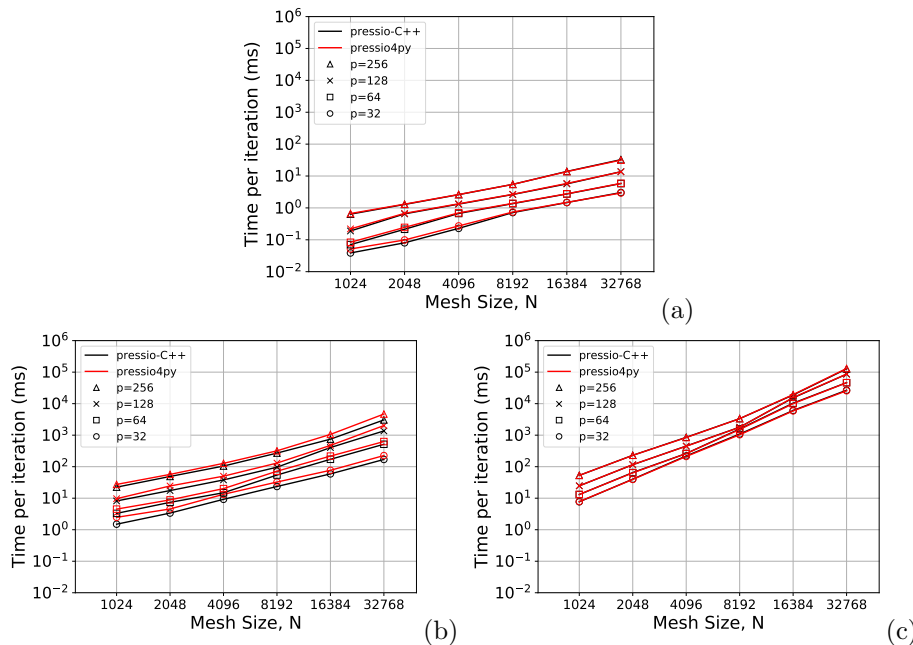 10^6
10^5
10^4
10^3
10^2
10^1
10^0
10^-1
10^-2
Time per iteration (ms)
pressio-C++
pressio4py
p=256
p=128
p=64
p=32
1024 2048 4096 8192 16384 32768
Mesh Size, N
(a)
10^6
10^5
10^4
10^3
10^2
10^1
10^0
10^-1
10^-2
Time per iteration (ms)
pressio-C++
pressio4py
p=256
p=128
p=64
p=32
1024 2048 4096 8192 16384 32768
Mesh Size, N
(b)
10^6
10^5
10^4
10^3
10^2
10^1
10^0
10^-1
10^-2
Time per iteration (ms)
pressio-C++
pressio4py
p=256
p=128
p=64
p=32
1024 2048 4096 8192 16384 32768
Mesh Size, N
(c)